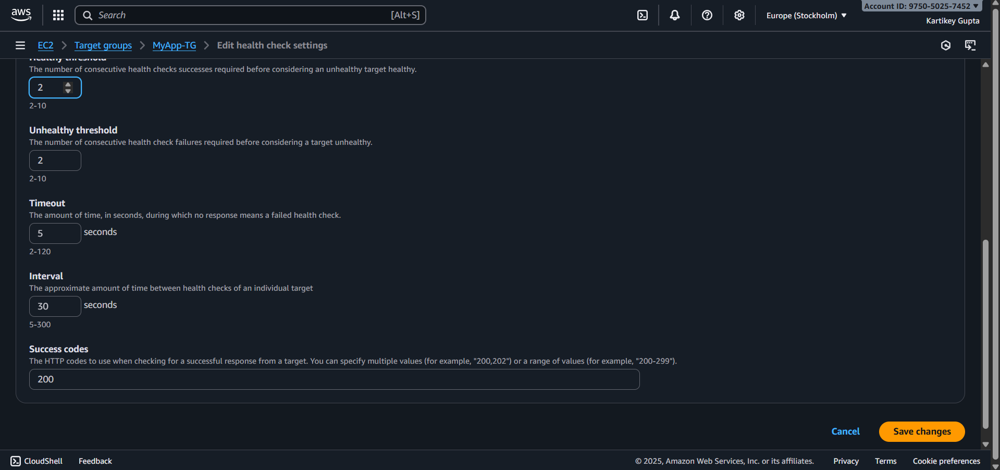 aws
Search [Alt+S]
Europe (Stockholm)
Account ID: 9750-5025-7452
Kartikey Gupta
EC2 > Target groups > MyApp-TG > Edit health check settings
Healthy threshold
The number of consecutive health checks successes required before considering an unhealthy target healthy.
2
2-10
Unhealthy threshold
The number of consecutive health check failures required before considering a target unhealthy.
2
2-10
Timeout
The amount of time, in seconds, during which no response means a failed health check.
5 seconds
2-120
Interval
The approximate amount of time between health checks of an individual target
30 seconds
5-300
Success codes
The HTTP codes to use when checking for a successful response from a target. You can specify multiple values (for example, "200,202") or a range of values (for example, "200-299").
200
Cancel Save changes
CloudShell Feedback © 2025, Amazon Web Services, Inc. or its affiliates. Privacy Terms Cookie preferences